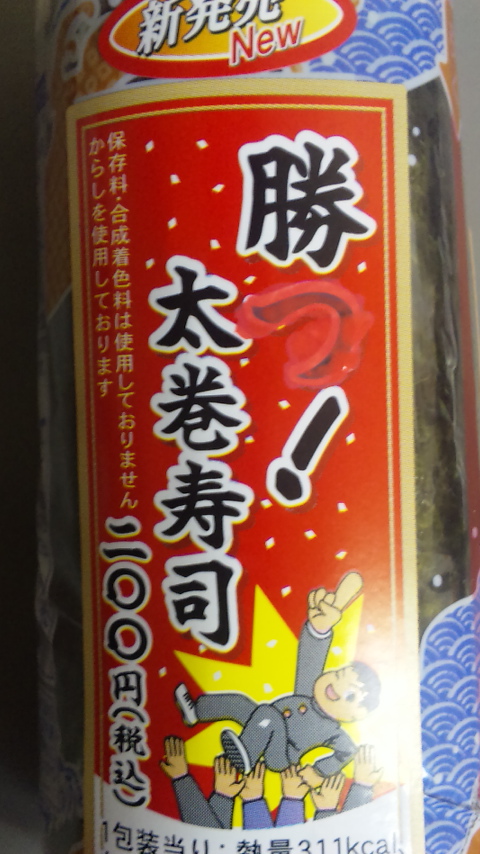 新発売
New
勝つ!
太巻寿司
二〇〇円(税込)
保存料・合成着色料は使用しておりません
からしを使用しております
1包装当り:熱量311kcal